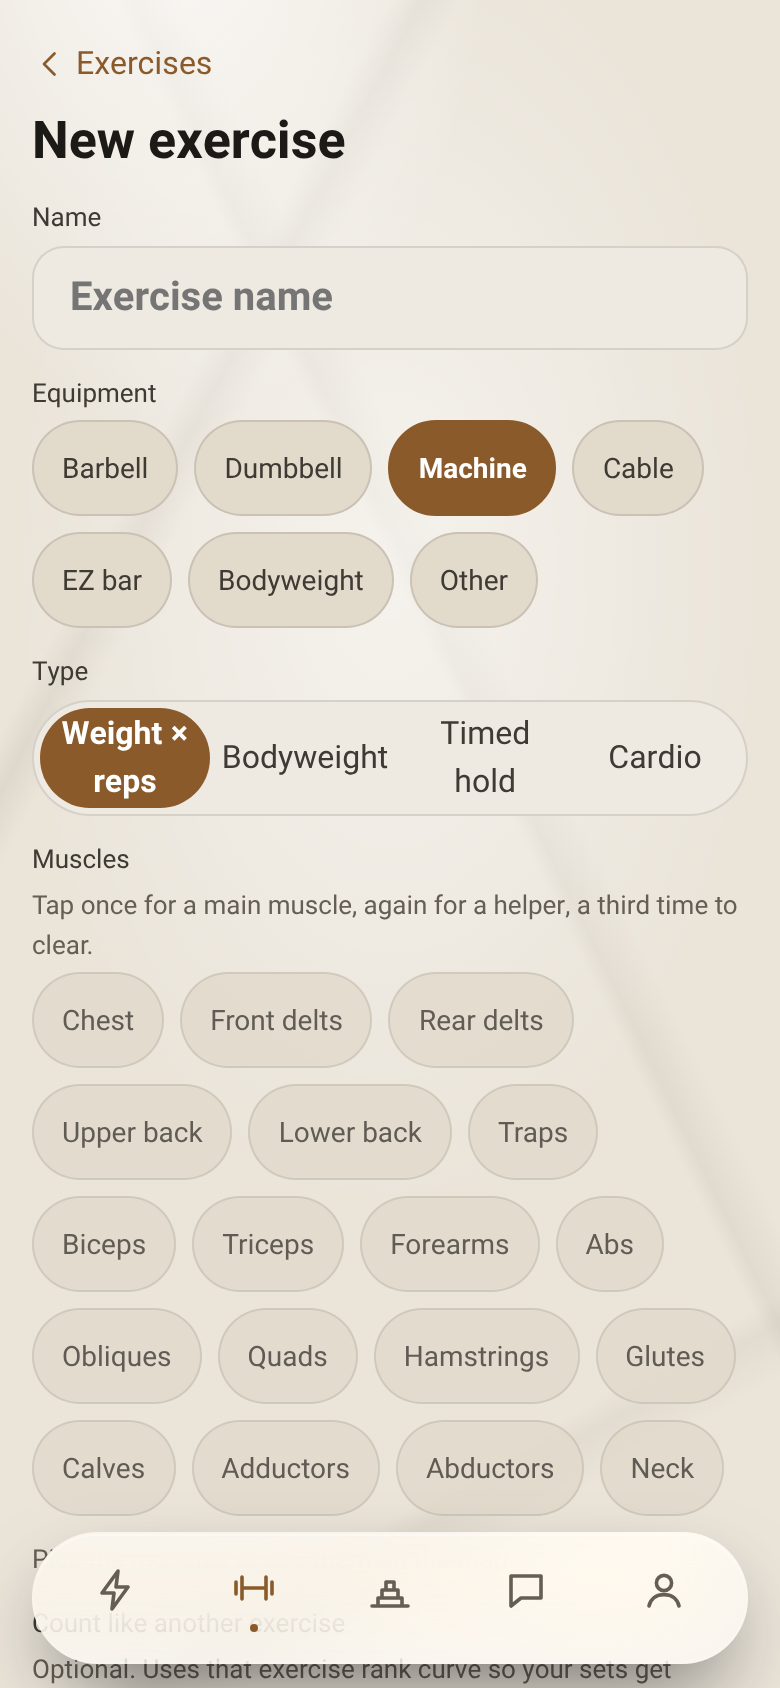 Exercises
New exercise
Name
Exercise name
Equipment
Barbell Dumbbell Machine Cable
EZ bar Bodyweight Other
Type
Weight × reps Bodyweight Timed hold Cardio
Muscles
Tap once for a main muscle, again for a helper, a third time to
clear.
Chest Front delts Rear delts
Upper back Lower back Traps
Biceps Triceps Forearms Abs
Obliques Quads Hamstrings Glutes
Calves Adductors Abductors Neck
Count like another exercise
Optional. Uses that exercise rank curve so your sets get